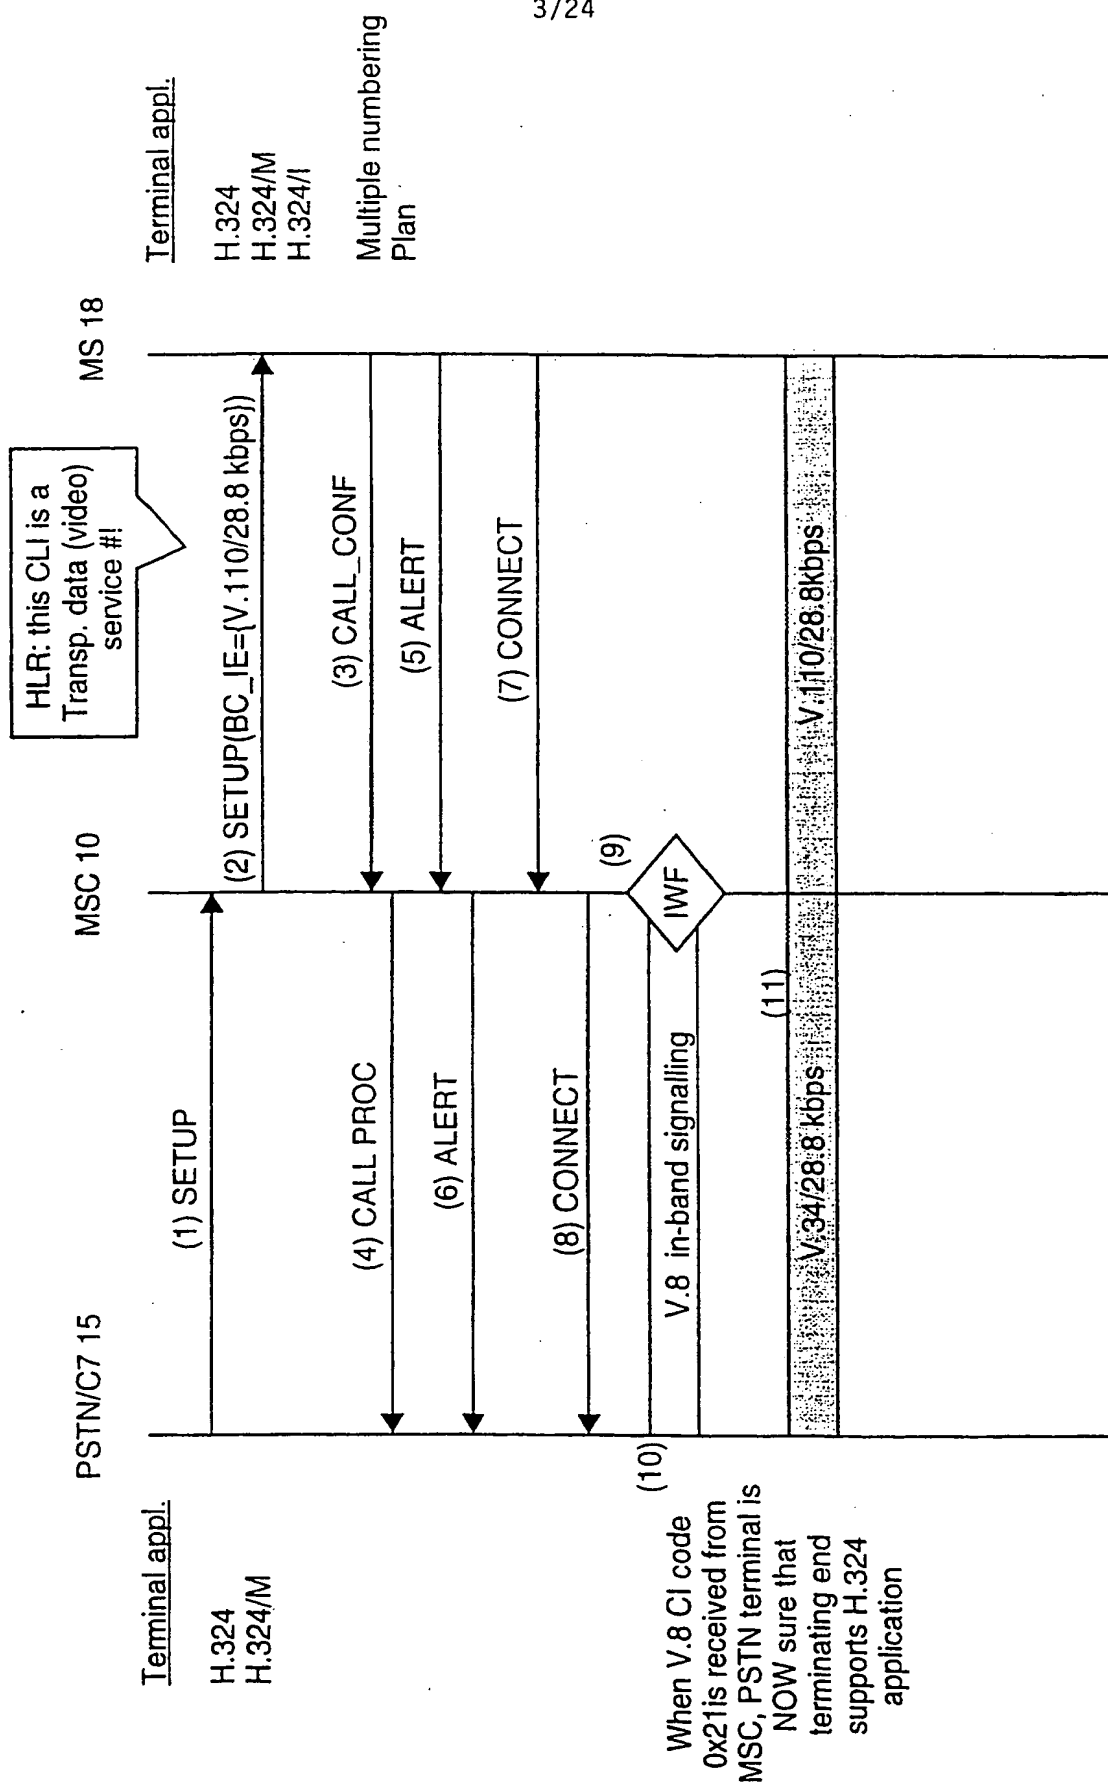 3/24
HLR: this CLI is a
Transp. data (video)
service #!
PSTN/C7 15
MSC 10
MS 18
Terminal appl.
H.324
H.324/M
Terminal appl.
H.324
H.324/M
H.324/I
Multiple numbering
Plan
(1) SETUP
(2) SETUP(BC_IE={V.110/28.8 kbps})
(3) CALL_CONF
(4) CALL PROC
(5) ALERT
(6) ALERT
(7) CONNECT
(8) CONNECT
(9)
IWF
(10)
V.8 in-band signalling
When V.8 CI code
0x21is received from
MSC, PSTN terminal is
NOW sure that
terminating end
supports H.324
application
(11)
V.34/28.8 kbps
V.110/28.8kbps